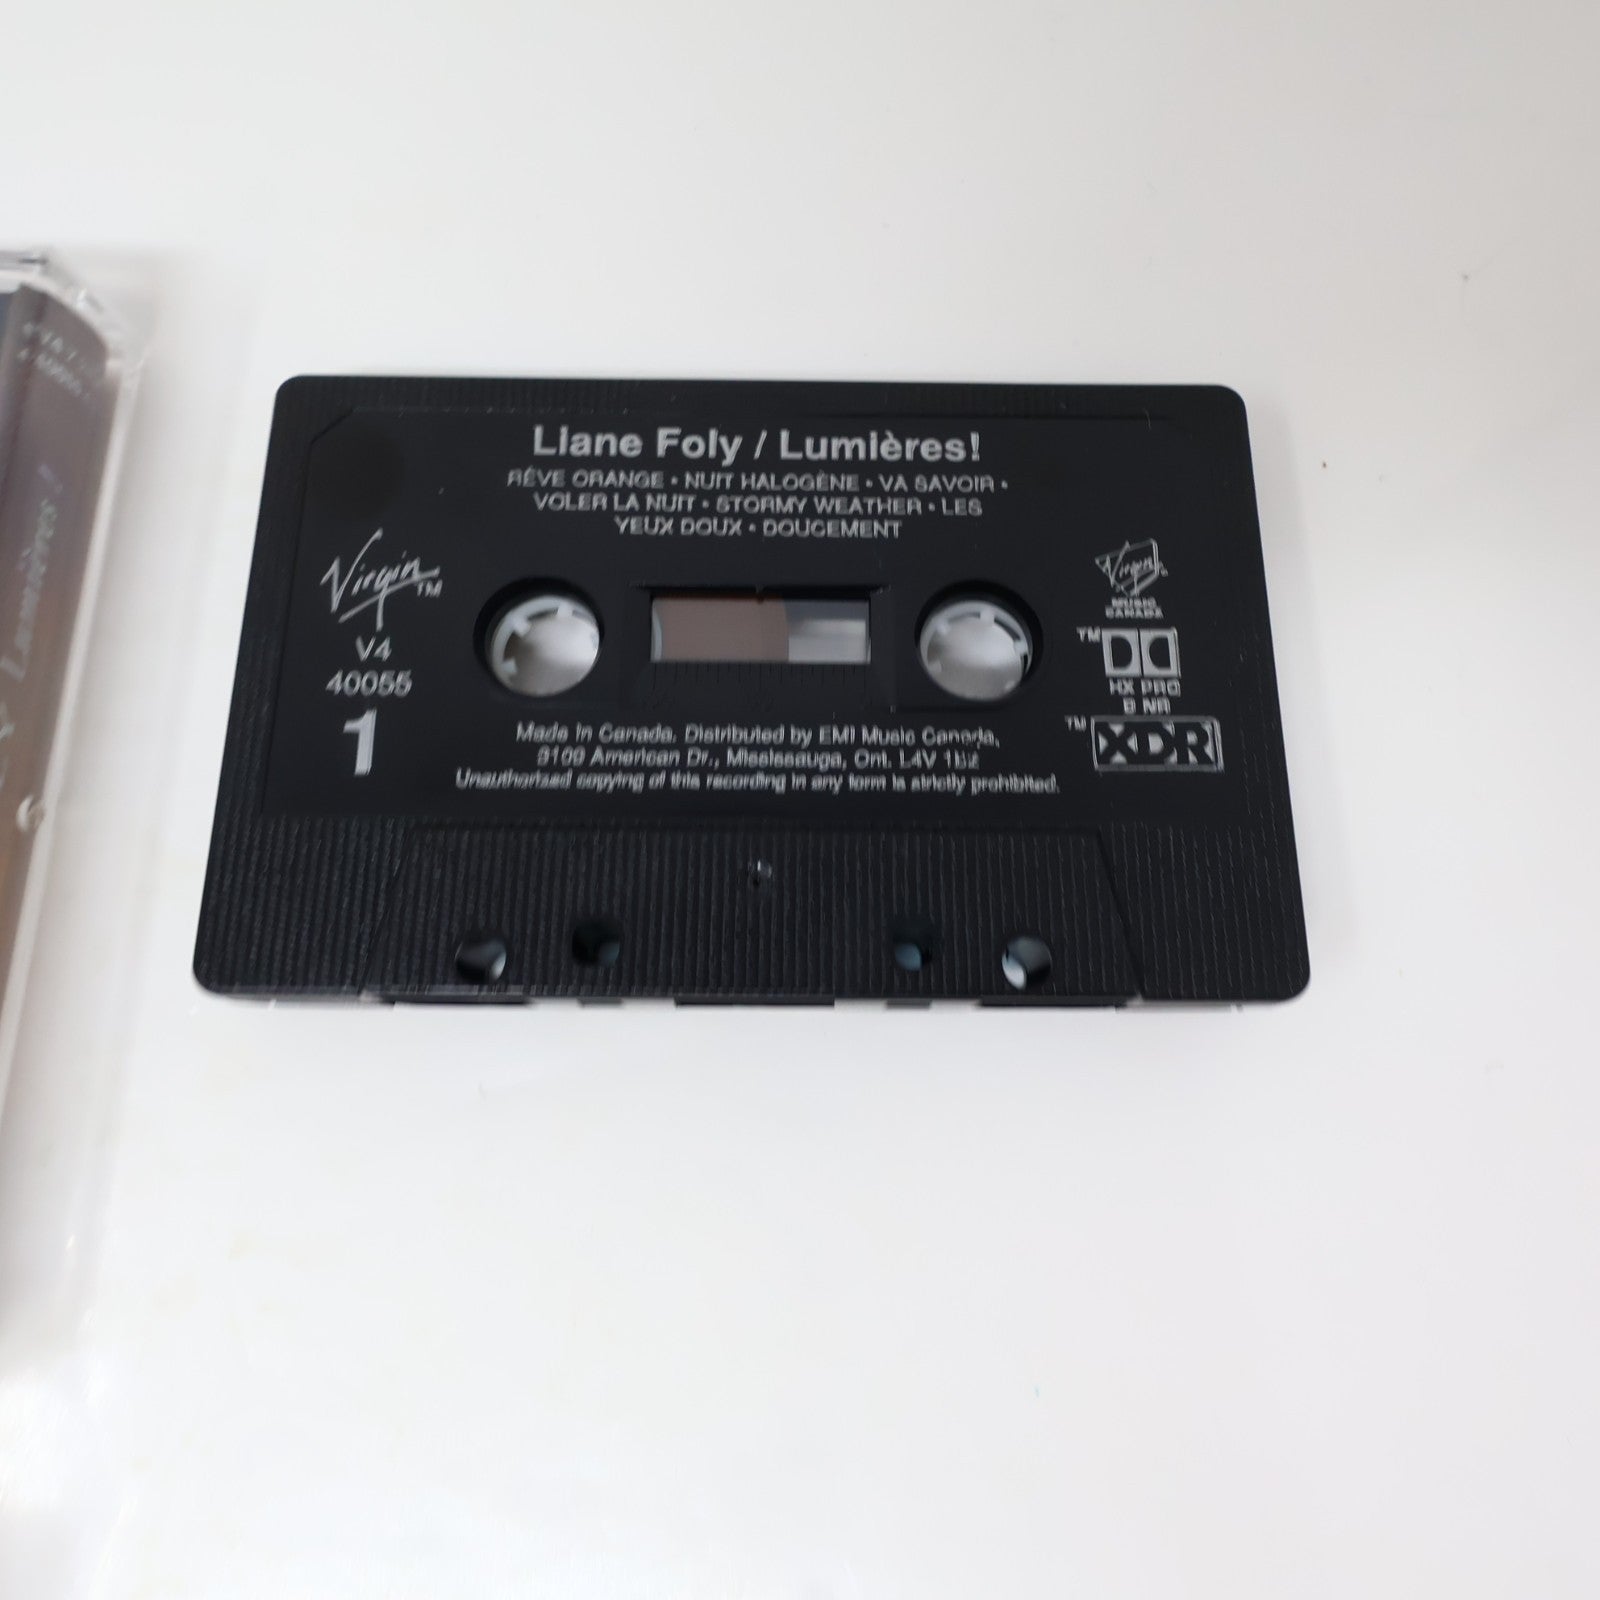 Liane Foly / Lumières!
RÊVE ORANGE • NUIT HALOGÈNE • VA SAVOIR •
VOLER LA NUIT • STORMY WEATHER • LES
YEUX DOUX • DOUCEMENT
Virgin™
V4
40055
1
Virgin
MUSIC
CANADA
™
HX PRO
B NR
™ XDR
Made in Canada. Distributed by EMI Music Canada,
3109 American Dr., Mississauga, Ont. L4V 1B2
Unauthorized copying of this recording in any form is strictly prohibited.
Lumières!